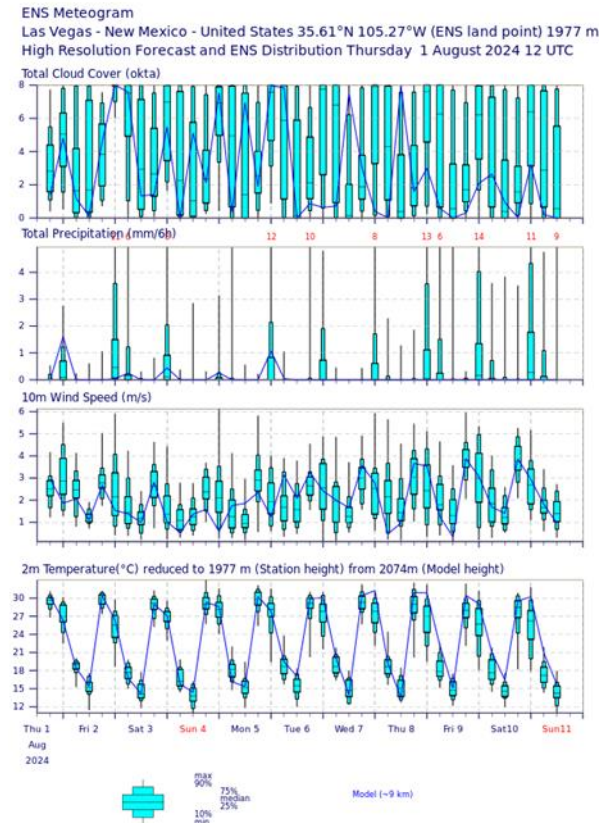 ENS Meteogram
Las Vegas - New Mexico - United States 35.61°N 105.27°W (ENS land point) 1977 m
High Resolution Forecast and ENS Distribution Thursday 1 August 2024 12 UTC
Total Cloud Cover (okta)
8
6
4
2
0
Total Precipitation (mm/6h)
12 10 8 13 6 14 11 9
4
3
2
1
0
10m Wind Speed (m/s)
6
5
4
3
2
1
2m Temperature(°C) reduced to 1977 m (Station height) from 2074m (Model height)
30
27
24
21
18
15
12
Thu 1 Fri 2 Sat 3 Sun 4 Mon 5 Tue 6 Wed 7 Thu 8 Fri 9 Sat10 Sun11
Aug
2024
max
90%
75%
median
25%
10%
min
Model (~9 km)